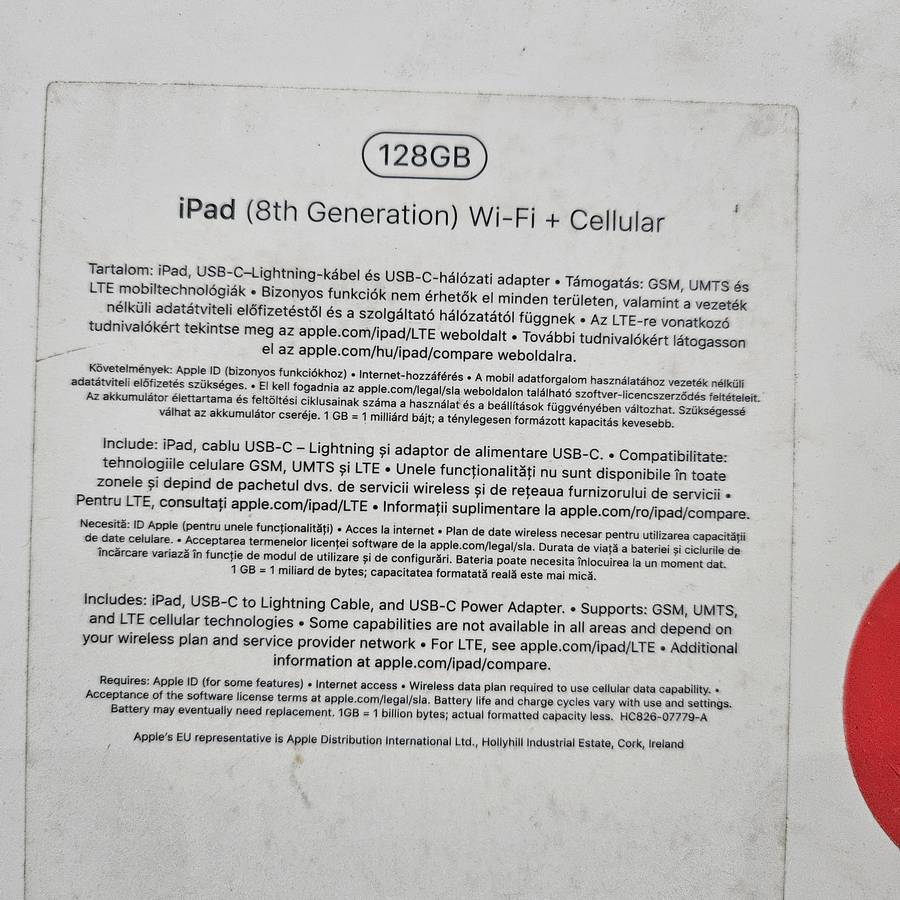 128GB
iPad (8th Generation) Wi-Fi + Cellular
Tartalom: iPad, USB-C–Lightning-kábel és USB-C-hálózati adapter • Támogatás: GSM, UMTS és
LTE mobiltechnológiák • Bizonyos funkciók nem érhetők el minden területen, valamint a vezeték
nélküli adatátviteli előfizetéstől és a szolgáltató hálózatától függnek • Az LTE-re vonatkozó
tudnivalókért tekintse meg az apple.com/ipad/LTE weboldalt • További tudnivalókért látogasson
el az apple.com/hu/ipad/compare weboldalra.
Követelmények: Apple ID (bizonyos funkciókhoz) • Internet-hozzáférés • A mobil adatforgalom használatához vezeték nélküli
adatátviteli előfizetés szükséges. • El kell fogadnia az apple.com/legal/sla weboldalon található szoftver-licencszerződés feltételeit.
Az akkumulátor élettartama és feltöltési ciklusainak száma a használat és a beállítások függvényében változhat. Szükségessé
válhat az akkumulátor cseréje. 1 GB = 1 milliárd bájt; a ténylegesen formázott kapacitás kevesebb.
Include: iPad, cablu USB-C – Lightning și adaptor de alimentare USB-C. • Compatibilitate:
tehnologiile celulare GSM, UMTS și LTE • Unele funcționalități nu sunt disponibile în toate
zonele și depind de pachetul dvs. de servicii wireless și de rețeaua furnizorului de servicii •
Pentru LTE, consultați apple.com/ipad/LTE • Informații suplimentare la apple.com/ro/ipad/compare.
Necesită: ID Apple (pentru unele funcționalități) • Acces la internet • Plan de date wireless necesar pentru utilizarea capacității
de date celulare. • Acceptarea termenelor licenței software de la apple.com/legal/sla. Durata de viață a bateriei și ciclurile de
încărcare variază în funcție de modul de utilizare și de configurări. Bateria poate necesita înlocuirea la un moment dat.
1 GB = 1 miliard de bytes; capacitatea formatată reală este mai mică.
Includes: iPad, USB-C to Lightning Cable, and USB-C Power Adapter. • Supports: GSM, UMTS,
and LTE cellular technologies • Some capabilities are not available in all areas and depend on
your wireless plan and service provider network • For LTE, see apple.com/ipad/LTE • Additional
information at apple.com/ipad/compare.
Requires: Apple ID (for some features) • Internet access • Wireless data plan required to use cellular data capability. •
Acceptance of the software license terms at apple.com/legal/sla. Battery life and charge cycles vary with use and settings.
Battery may eventually need replacement. 1GB = 1 billion bytes; actual formatted capacity less. HC826-07779-A
Apple's EU representative is Apple Distribution International Ltd., Hollyhill Industrial Estate, Cork, Ireland